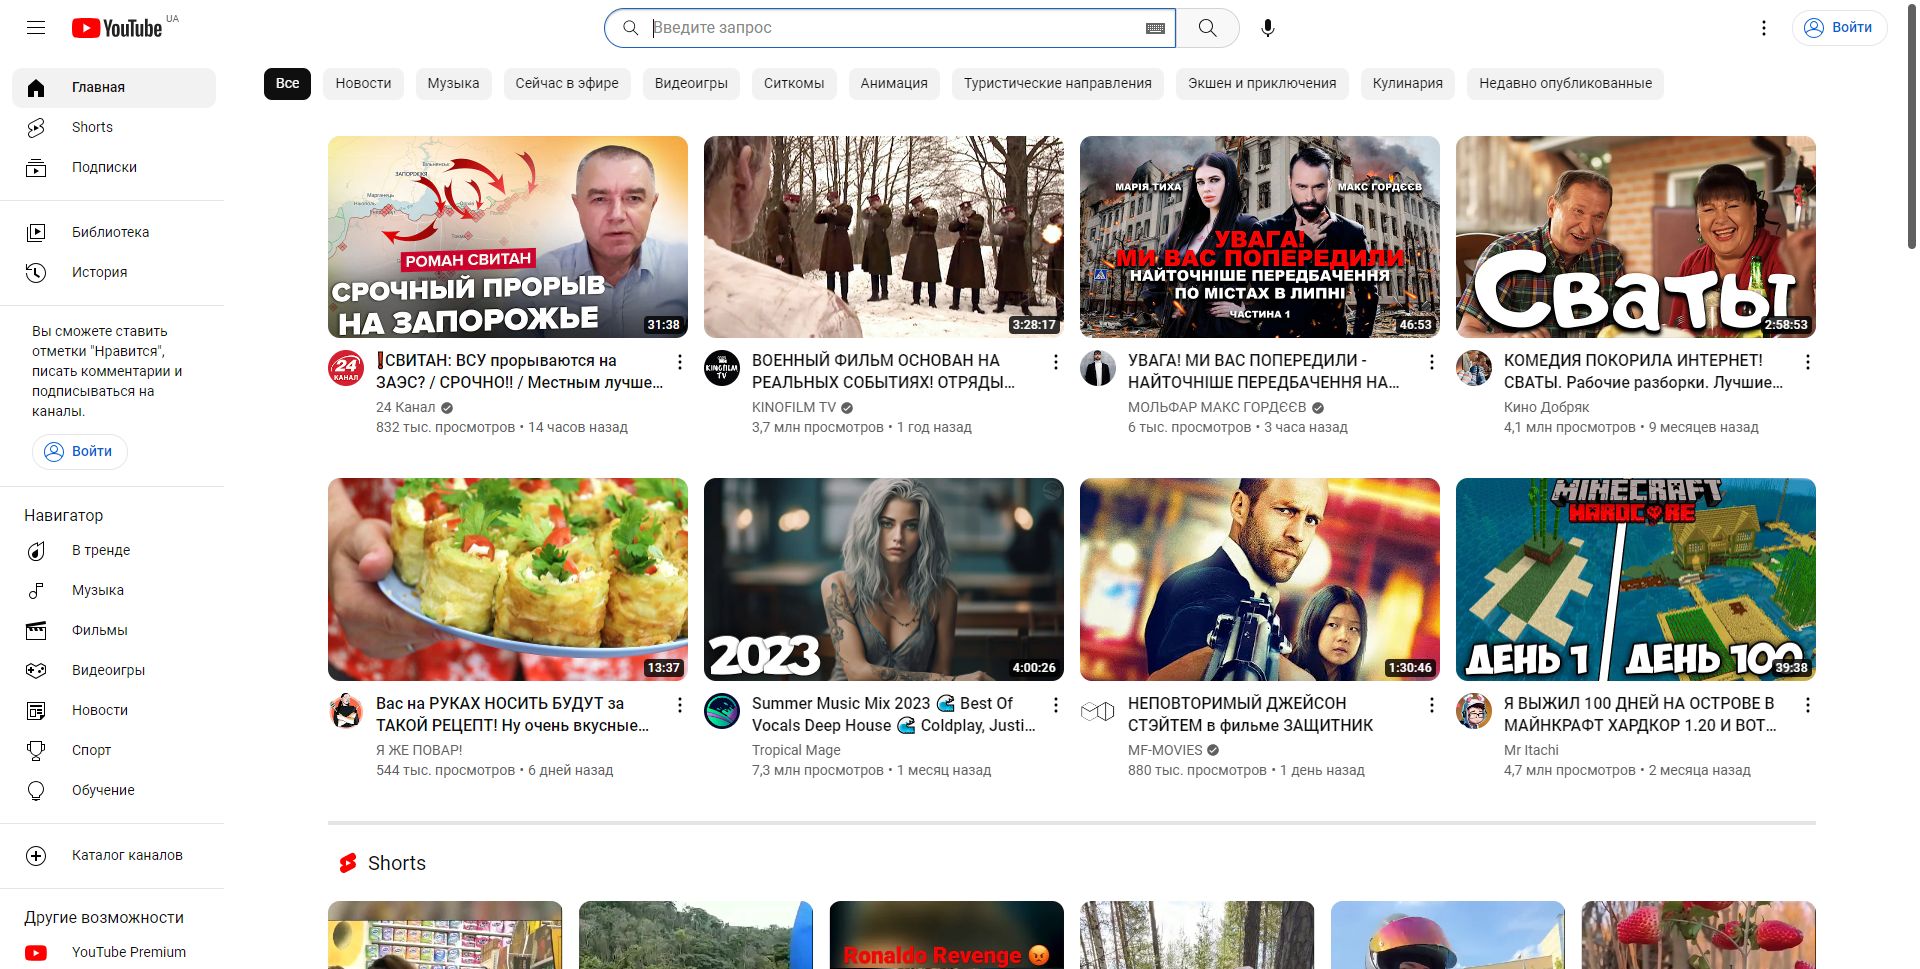 YouTube UA
Введите запрос
Войти
Главная
Shorts
Подписки
Библиотека
История
Вы сможете ставить
отметки "Нравится",
писать комментарии и
подписываться на
каналы.
Войти
Навигатор
В тренде
Музыка
Фильмы
Видеоигры
Новости
Спорт
Обучение
Каталог каналов
Другие возможности
YouTube Premium
Все Новости Музыка Сейчас в эфире Видеоигры Ситкомы Анимация Туристические направления Экшен и приключения Кулинария Недавно опубликованные
ЗАПОРІЖЖЯ
РОМАН СВИТАН
СРОЧНЫЙ ПРОРЫВ
НА ЗАПОРОЖЬЕ
31:38
24
КАНАЛ
❗СВИТАН: ВСУ прорываются на
ЗАЭС? / СРОЧНО!! / Местным лучше...
24 Канал
832 тыс. просмотров • 14 часов назад
3:28:17
KINOFILM
TV
ВОЕННЫЙ ФИЛЬМ ОСНОВАН НА
РЕАЛЬНЫХ СОБЫТИЯХ! ОТРЯДЫ...
KINOFILM TV
3,7 млн просмотров • 1 год назад
МАРІЯ ТИХА
МАКС ГОРДЄЄВ
УВАГА!
МИ ВАС ПОПЕРЕДИЛИ
НАЙТОЧНІШЕ ПЕРЕДБАЧЕННЯ
ПО МІСТАХ В ЛИПНІ
ЧАСТИНА 1
46:53
УВАГА! МИ ВАС ПОПЕРЕДИЛИ -
НАЙТОЧНІШЕ ПЕРЕДБАЧЕННЯ НА...
МОЛЬФАР МАКС ГОРДЄЄВ
6 тыс. просмотров • 3 часа назад
Сваты
2:58:53
КОМЕДИЯ ПОКОРИЛА ИНТЕРНЕТ!
СВАТЫ. Рабочие разборки. Лучшие...
Кино Добряк
4,1 млн просмотров • 9 месяцев назад
13:37
Вас на РУКАХ НОСИТЬ БУДУТ за
ТАКОЙ РЕЦЕПТ! Ну очень вкусные...
Я ЖЕ ПОВАР!
544 тыс. просмотров • 6 дней назад
2023
4:00:26
Summer Music Mix 2023 🌊 Best Of
Vocals Deep House 🌊 Coldplay, Justi...
Tropical Mage
7,3 млн просмотров • 1 месяц назад
1:30:46
НЕПОВТОРИМЫЙ ДЖЕЙСОН
СТЭЙТЕМ в фильме ЗАЩИТНИК
MF-MOVIES
880 тыс. просмотров • 1 день назад
MINECRAFT
HARDCORE
ДЕНЬ 1
ДЕНЬ 100
39:38
Я ВЫЖИЛ 100 ДНЕЙ НА ОСТРОВЕ В
МАЙНКРАФТ ХАРДКОР 1.20 И ВОТ...
Mr Itachi
4,7 млн просмотров • 2 месяца назад
Shorts
Ronaldo Revenge 😡